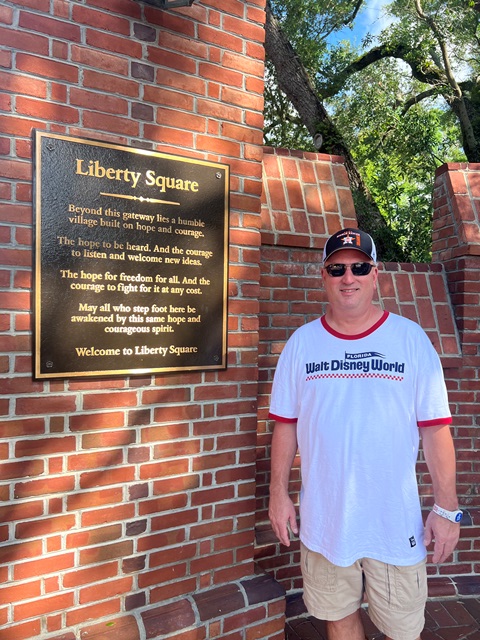 Liberty Square
Beyond this gateway lies a humble
village built on hope and courage.
The hope to be heard. And the courage
to listen and welcome new ideas.
The hope for freedom for all. And the
courage to fight for it at any cost.
May all who step foot here be
awakened by this same hope and
courageous spirit.
Welcome to Liberty Square
FLORIDA
Walt Disney World